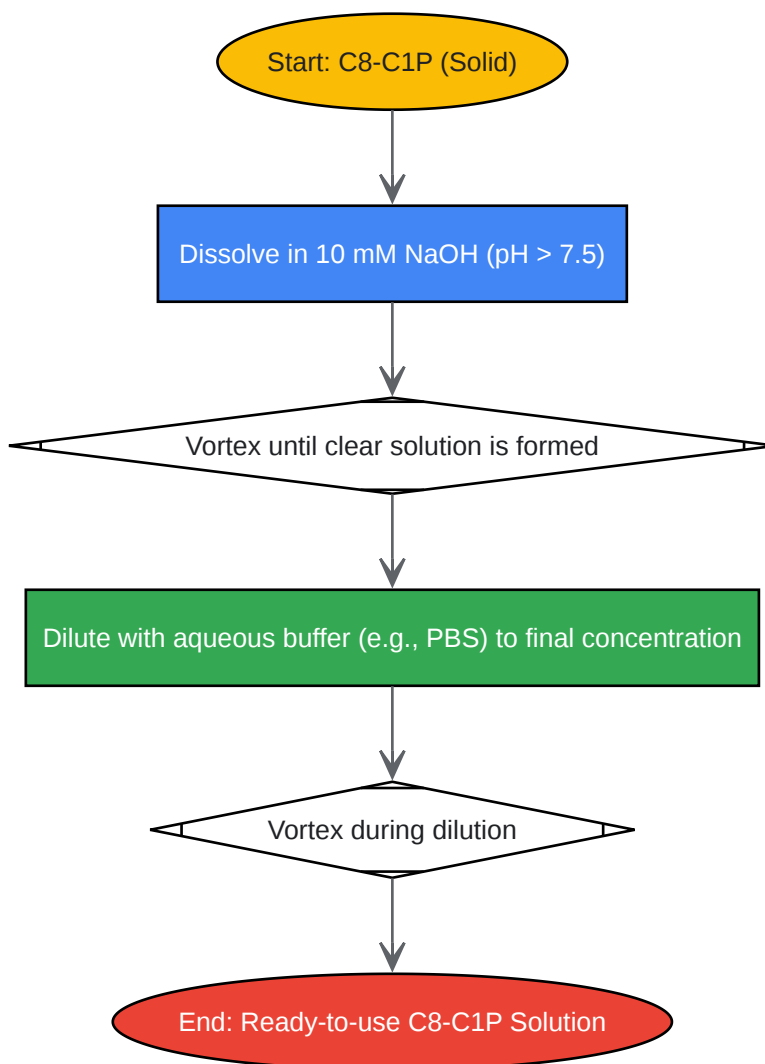 Start: C8-C1P (Solid)
Dissolve in 10 mM NaOH (pH > 7.5)
Vortex until clear solution is formed
Dilute with aqueous buffer (e.g., PBS) to final concentration
Vortex during dilution
End: Ready-to-use C8-C1P Solution